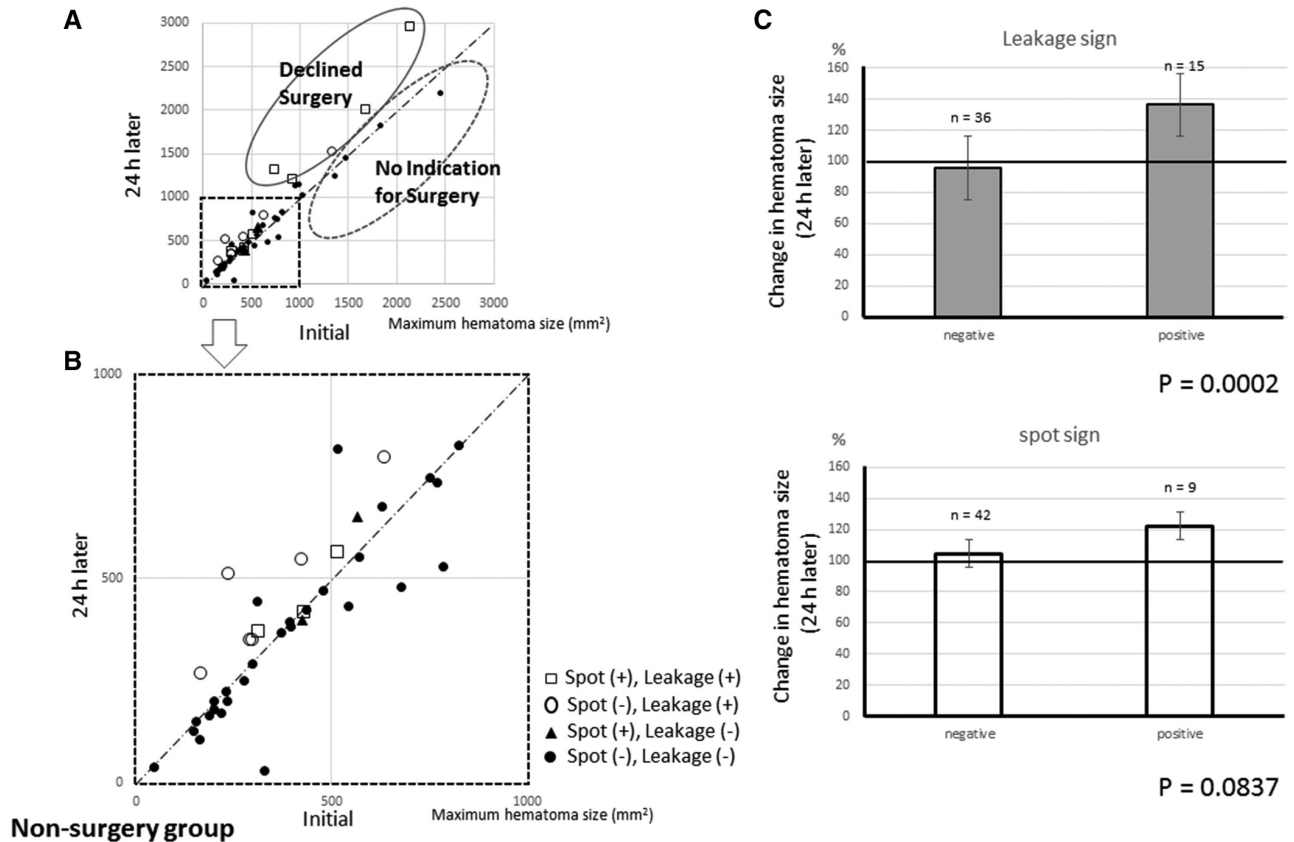 A
3000
2500
2000
1500
1000
500
0
24 h later
Declined
Surgery
No Indication
for Surgery
0 500 1000 1500 2000 2500 3000
Initial
Maximum hematoma size (mm²)
B
1000
500
0
24 h later
0 500 1000
Initial
Maximum hematoma size (mm²)
Non-surgery group
Spot (+), Leakage (+)
Spot (-), Leakage (+)
Spot (+), Leakage (-)
Spot (-), Leakage (-)
C
Leakage sign
%
160
140
120
100
80
60
40
20
0
Change in hematoma size
(24 h later)
n = 36
n = 15
negative positive
P = 0.0002
spot sign
%
160
140
120
100
80
60
40
20
0
Change in hematoma size
(24 h later)
n = 42
n = 9
negative positive
P = 0.0837